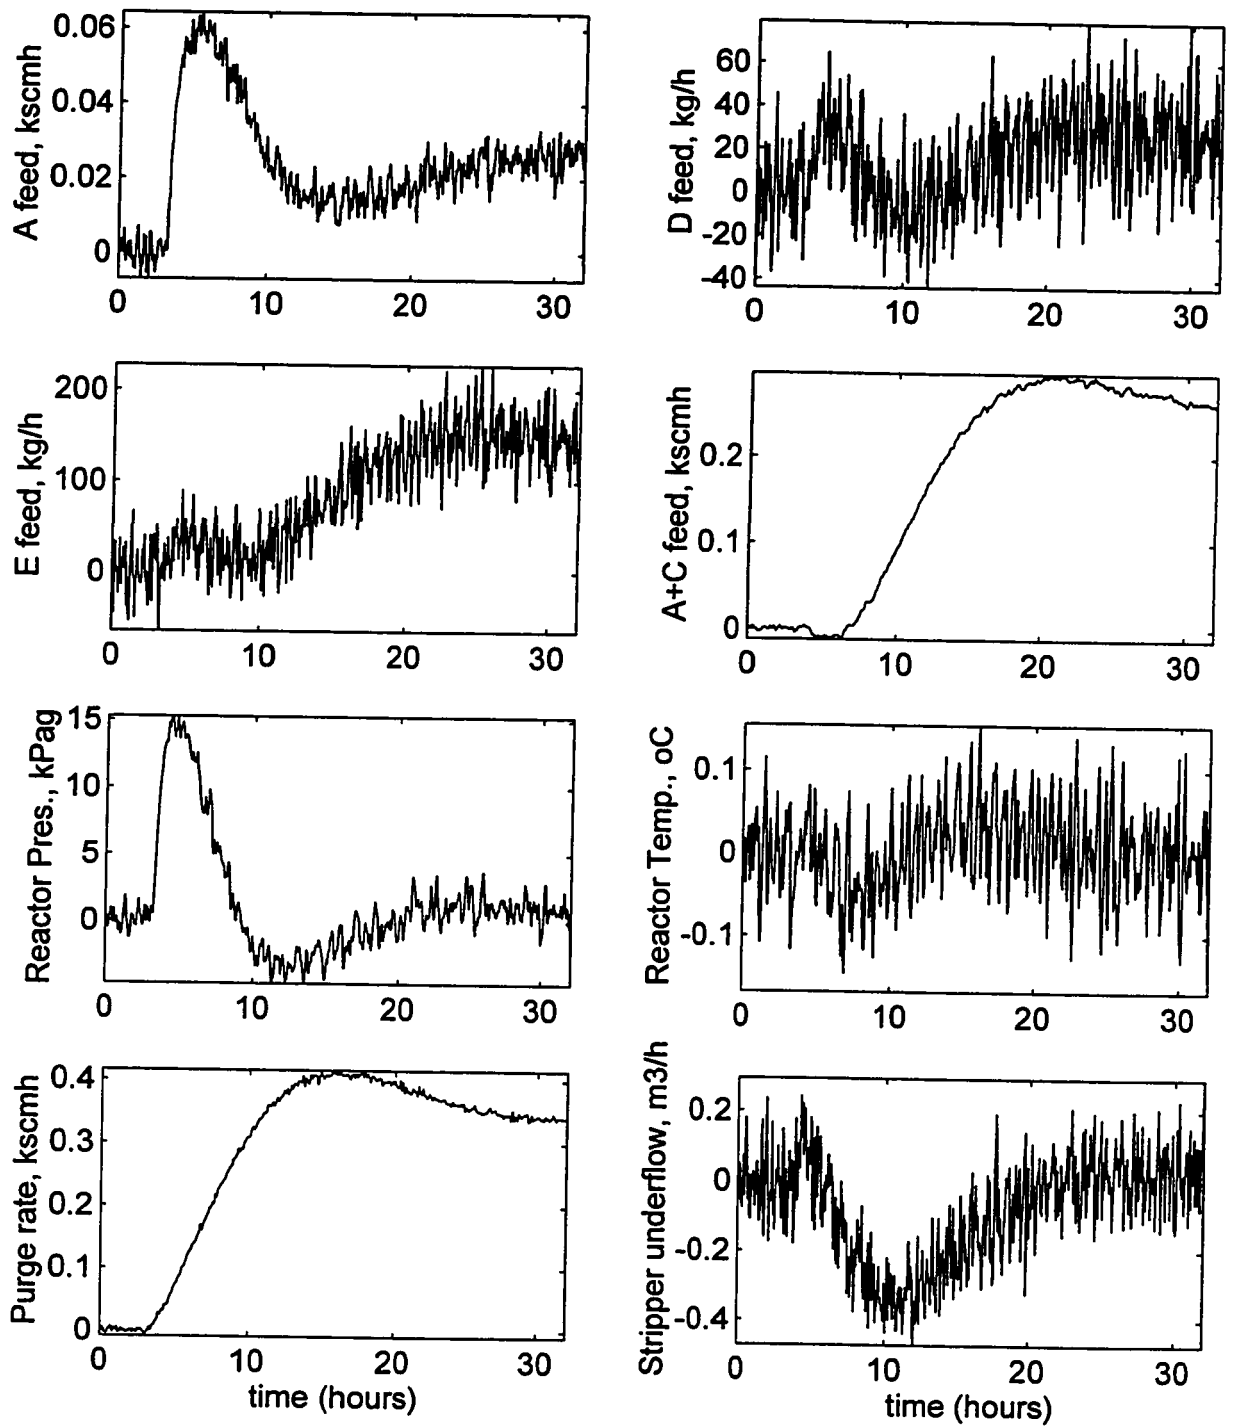 A feed, kscmh
0.06
0.04
0.02
0
0 10 20 30
D feed, kg/h
60
40
20
0
-20
-40
0 10 20 30
E feed, kg/h
200
100
0
0 10 20 30
A+C feed, kscmh
0.2
0.1
0
0 10 20 30
Reactor Pres., kPag
15
10
5
0
0 10 20 30
Reactor Temp., oC
0.1
0
-0.1
0 10 20 30
Purge rate, kscmh
0.4
0.3
0.2
0.1
0
0 10 20 30
time (hours)
Stripper underflow, m3/h
0.2
0
-0.2
-0.4
0 10 20 30
time (hours)